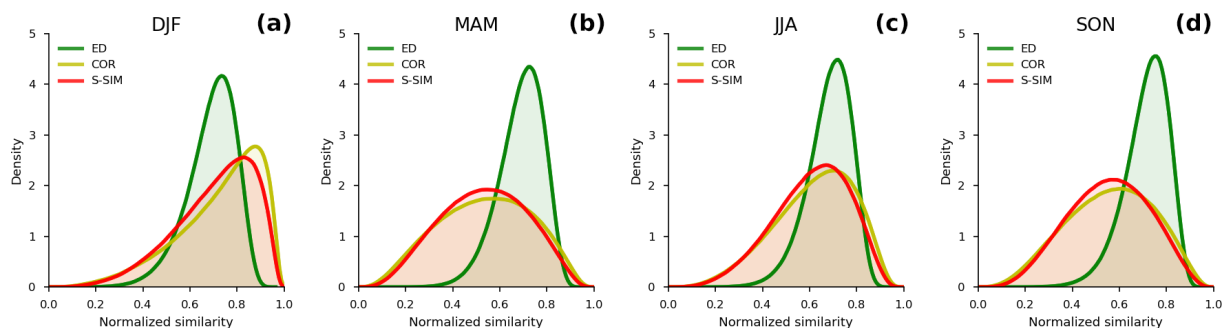 DJF (a)
5
4
3
2
1
0
Density
ED
COR
S-SIM
0.0 0.2 0.4 0.6 0.8 1.0
Normalized similarity
MAM (b)
5
4
3
2
1
0
Density
ED
COR
S-SIM
0.0 0.2 0.4 0.6 0.8 1.0
Normalized similarity
JJA (c)
5
4
3
2
1
0
Density
ED
COR
S-SIM
0.0 0.2 0.4 0.6 0.8 1.0
Normalized similarity
SON (d)
5
4
3
2
1
0
Density
ED
COR
S-SIM
0.0 0.2 0.4 0.6 0.8 1.0
Normalized similarity